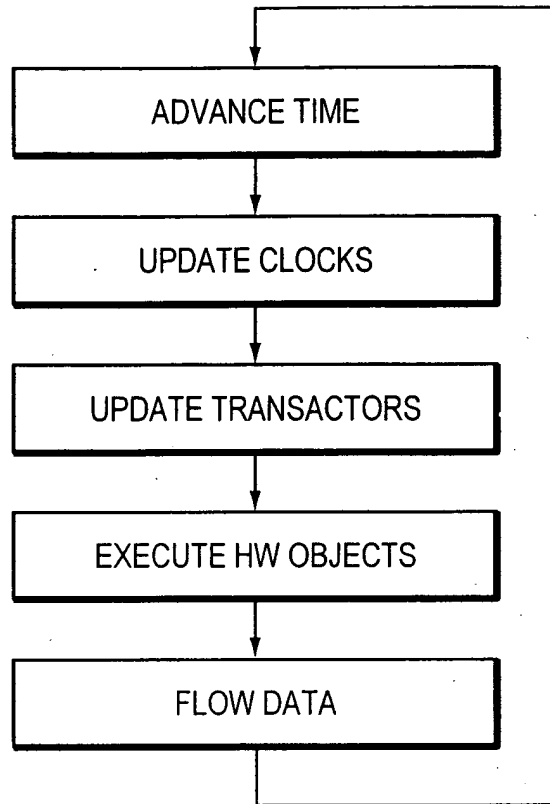 ADVANCE TIME
UPDATE CLOCKS
UPDATE TRANSACTORS
EXECUTE HW OBJECTS
FLOW DATA